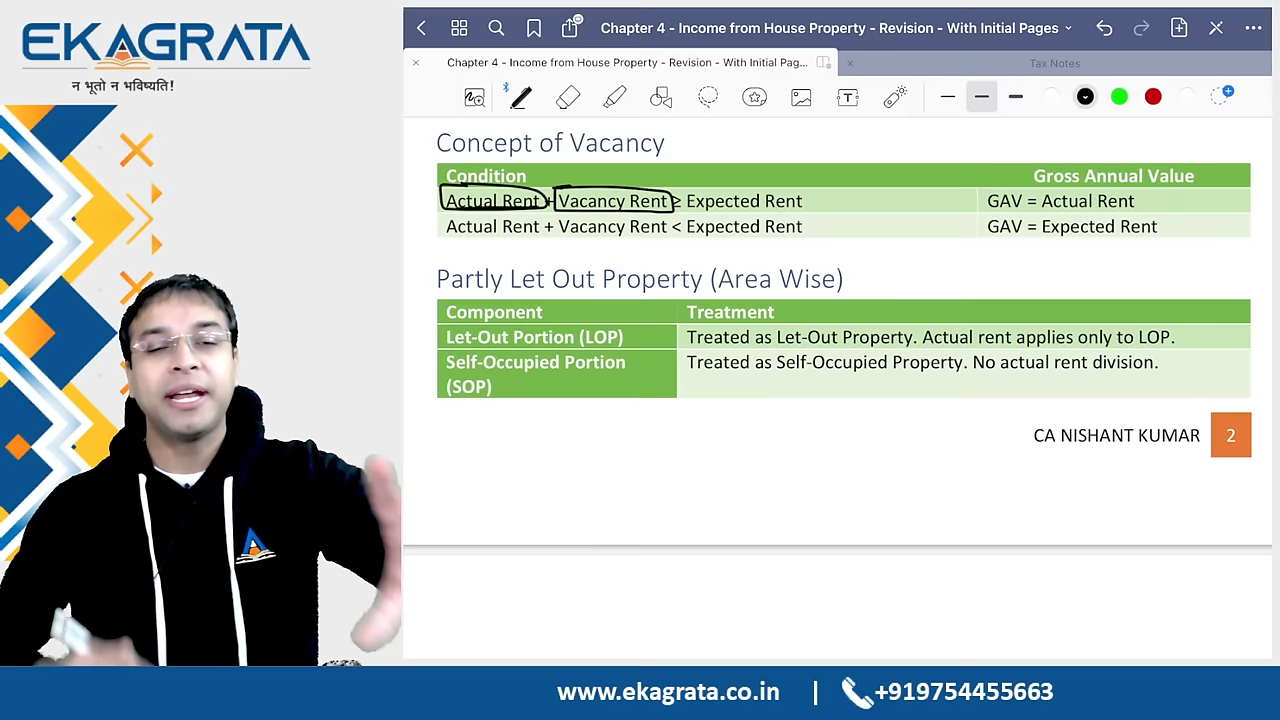 EKAGRATA
न भूतो न भविष्यति!
Chapter 4 - Income from House Property - Revision - With Initial Pages
Chapter 4 - Income from House Property - Revision - With Initial Pag...
Tax Notes
Concept of Vacancy
Condition Gross Annual Value
Actual Rent + Vacancy Rent ≥ Expected Rent GAV = Actual Rent
Actual Rent + Vacancy Rent < Expected Rent GAV = Expected Rent
Partly Let Out Property (Area Wise)
Component Treatment
Let-Out Portion (LOP) Treated as Let-Out Property. Actual rent applies only to LOP.
Self-Occupied Portion Treated as Self-Occupied Property. No actual rent division.
(SOP)
CA NISHANT KUMAR 2
www.ekagrata.co.in | +919754455663